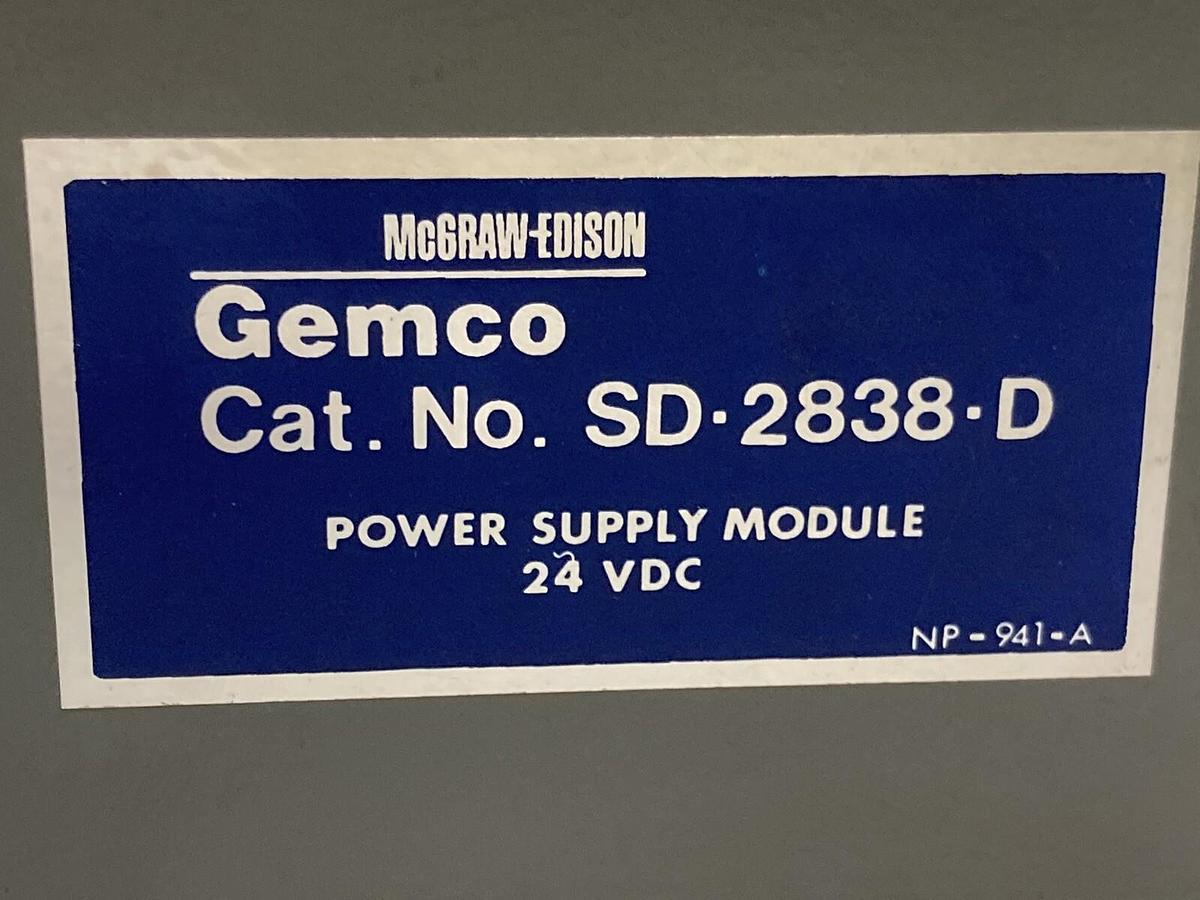 McGRAW-EDISON
Gemco
Cat. No. SD·2838·D
POWER SUPPLY MODULE
24 VDC
NP-941-A